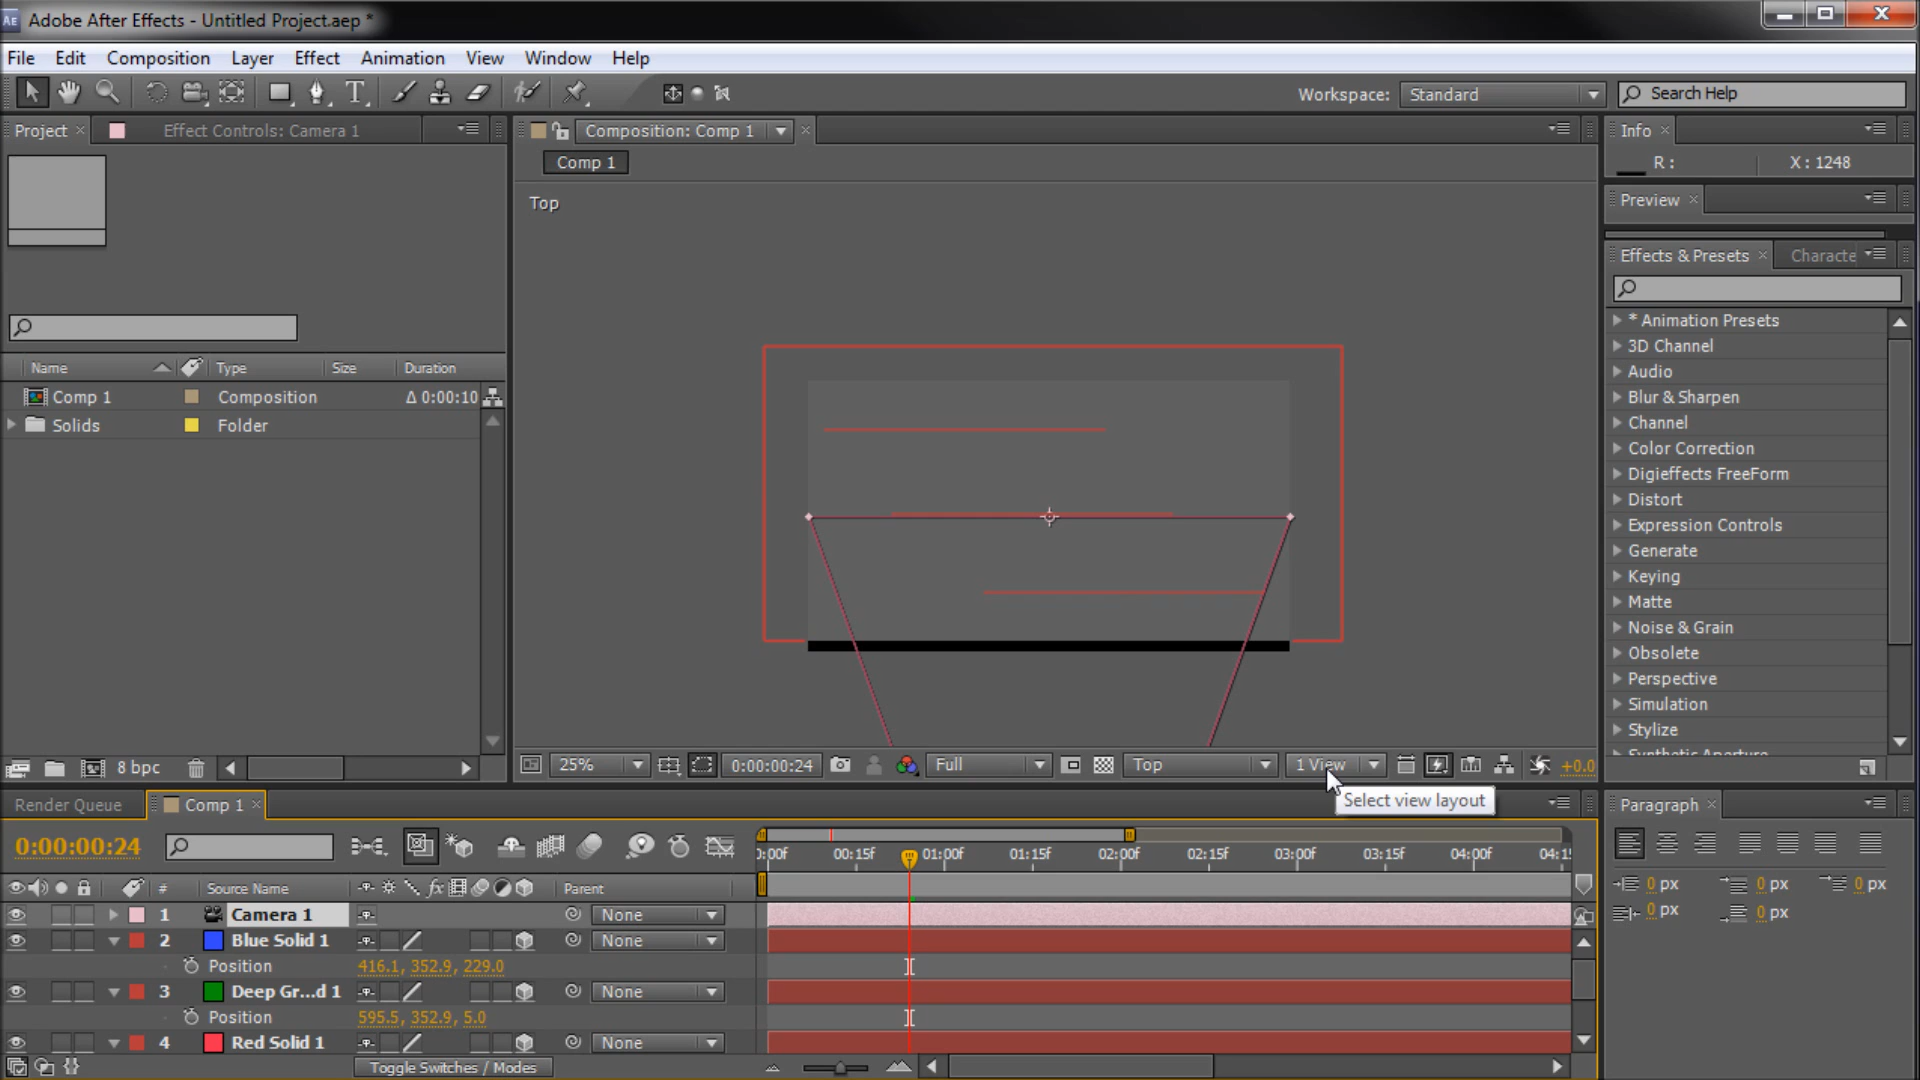 Adobe After Effects - Untitled Project.aep *
File Edit Composition Layer Effect Animation View Window Help
Workspace: Standard Search Help
Project Effect Controls: Camera 1
Composition: Comp 1
Comp 1
Top
Name Type Size Duration
Comp 1 Composition Δ 0:00:10
Solids Folder
8 bpc
25% 0:00:00:24 Full Top 1 View +0.0
Select view layout
Info
R : X : 1248
Preview
Effects & Presets Characte
* Animation Presets
3D Channel
Audio
Blur & Sharpen
Channel
Color Correction
Digieffects FreeForm
Distort
Expression Controls
Generate
Keying
Matte
Noise & Grain
Obsolete
Perspective
Simulation
Stylize
Synthetic Aperture
Render Queue Comp 1
0:00:00:24
):00f 00:15f 01:00f 01:15f 02:00f 02:15f 03:00f 03:15f 04:00f 04:1
# Source Name fx Parent
1 Camera 1 None
2 Blue Solid 1 None
Position 416.1, 352.9, 229.0
3 Deep Gr...d 1 None
Position 595.5, 352.9, 5.0
4 Red Solid 1 None
Toggle Switches / Modes
Paragraph
0 px 0 px 0 px
0 px 0 px